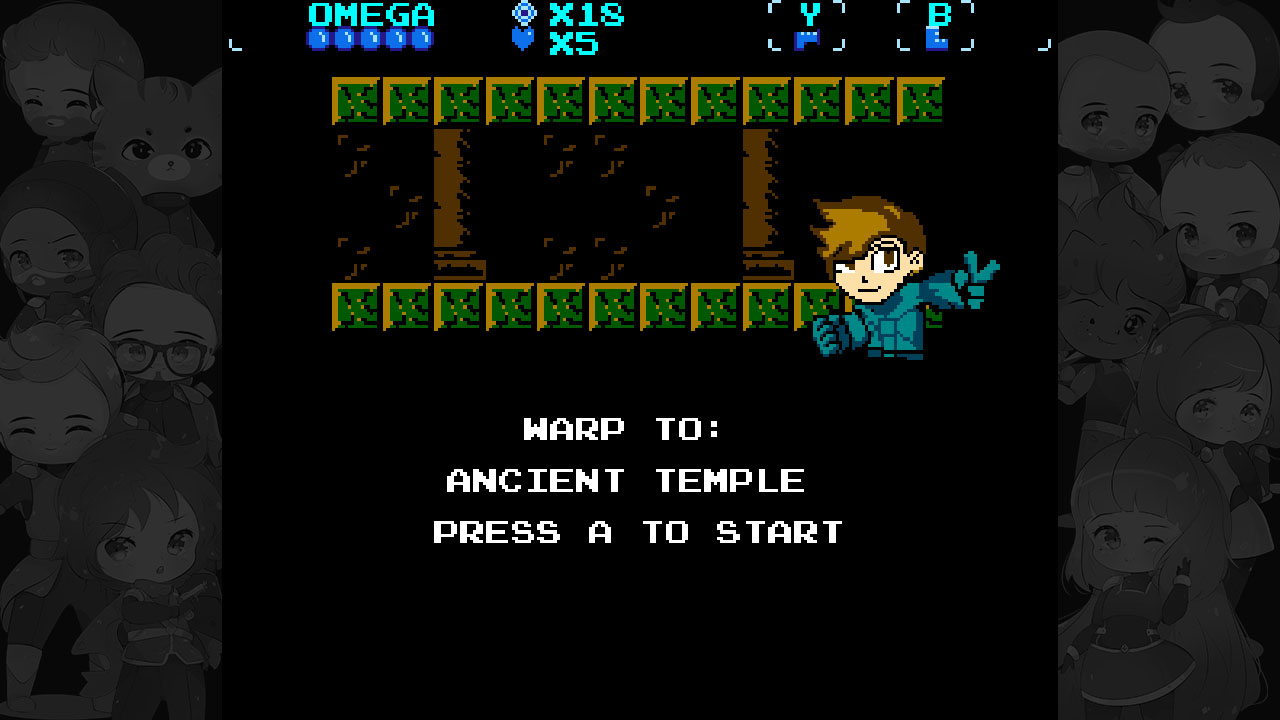 OMEGA X18 Y B
X5
WARP TO:
ANCIENT TEMPLE
PRESS A TO START